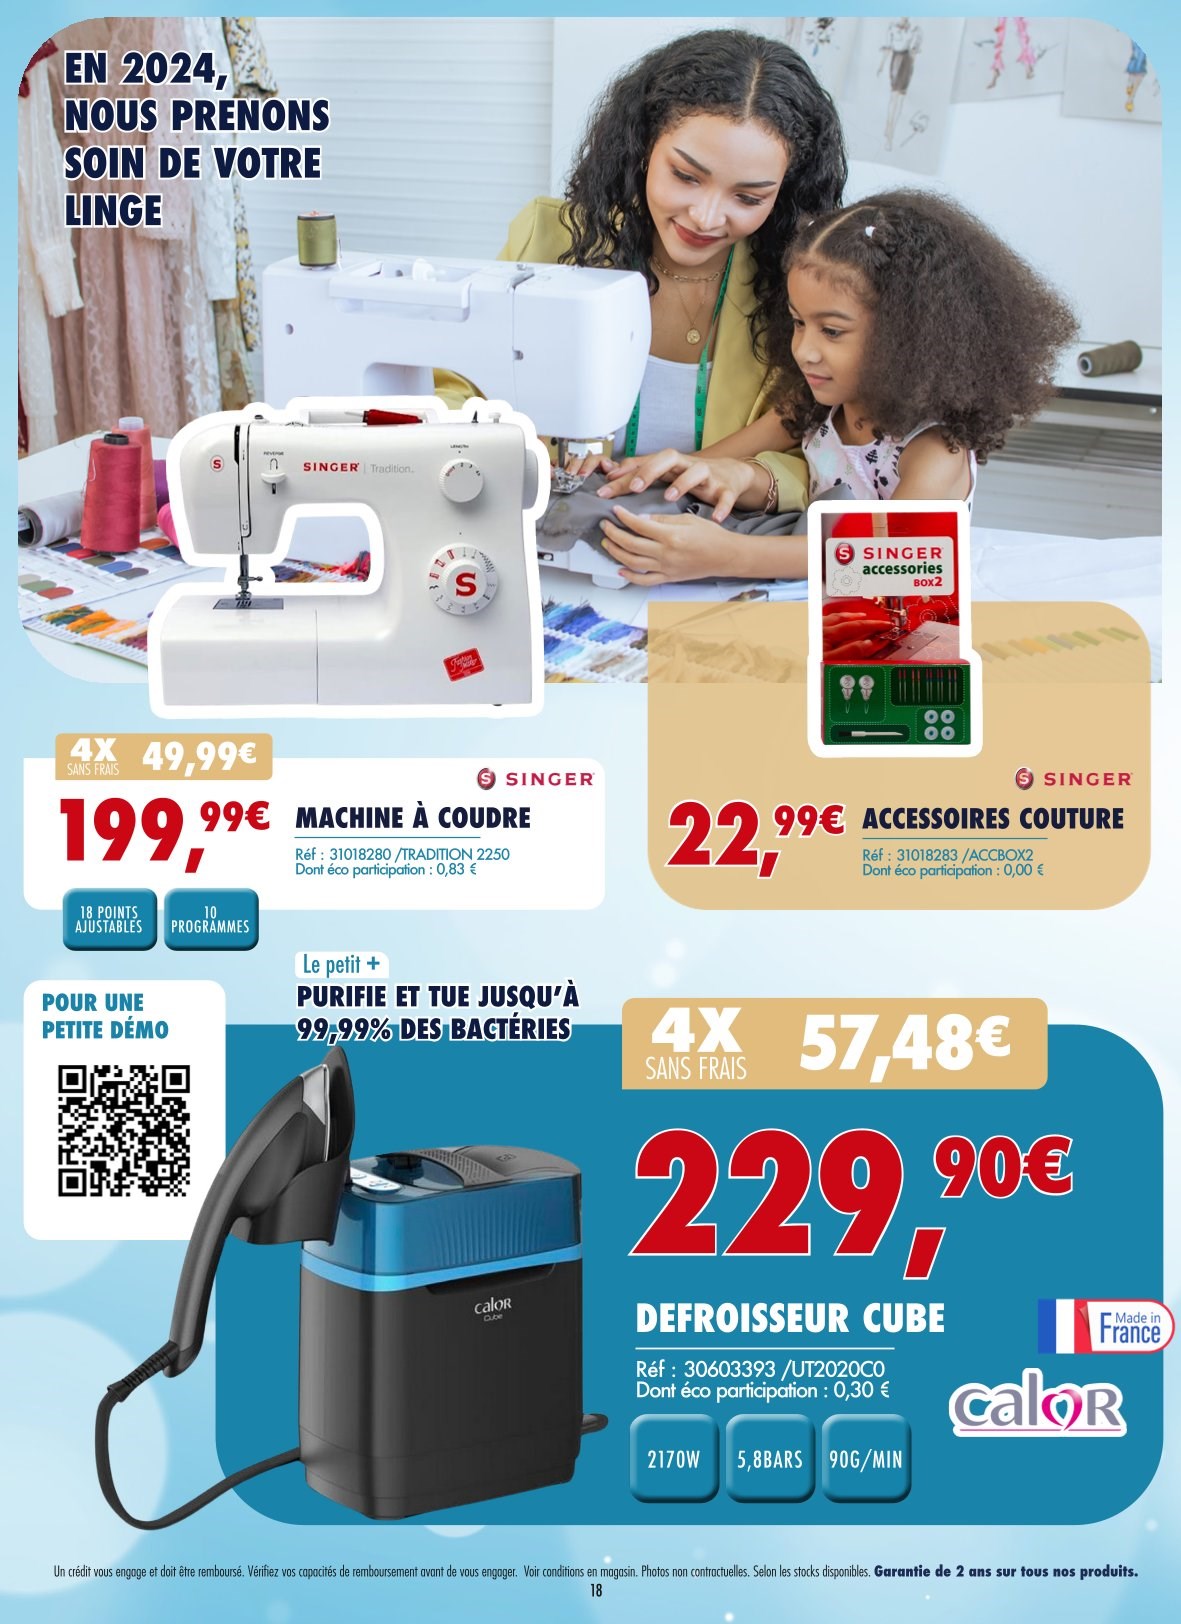 EN 2024,
NOUS PRENONS
SOIN DE VOTRE
LINGE
SINGER | Tradition
REVERSE
LENGTH
S
S
SINGER
accessories
BOX2
4X
SANS FRAIS
49,99€
199,99€
SINGER
MACHINE À COUDRE
Réf : 31018280 /TRADITION 2250
Dont éco participation : 0,83 €
18 POINTS
AJUSTABLES
10
PROGRAMMES
SINGER
22,99€
ACCESSOIRES COUTURE
Réf : 31018283 /ACCBOX2
Dont éco participation : 0,00 €
POUR UNE
PETITE DÉMO
Le petit +
PURIFIE ET TUE JUSQU'À
99,99% DES BACTÉRIES
calor
Cube
4X
SANS FRAIS
57,48€
229,90€
DEFROISSEUR CUBE
Réf : 30603393 /UT2020C0
Dont éco participation : 0,30 €
Made in
France
calor
2170W
5,8BARS
90G/MIN
Un crédit vous engage et doit être remboursé. Vérifiez vos capacités de remboursement avant de vous engager. Voir conditions en magasin. Photos non contractuelles. Selon les stocks disponibles. Garantie de 2 ans sur tous nos produits.
18